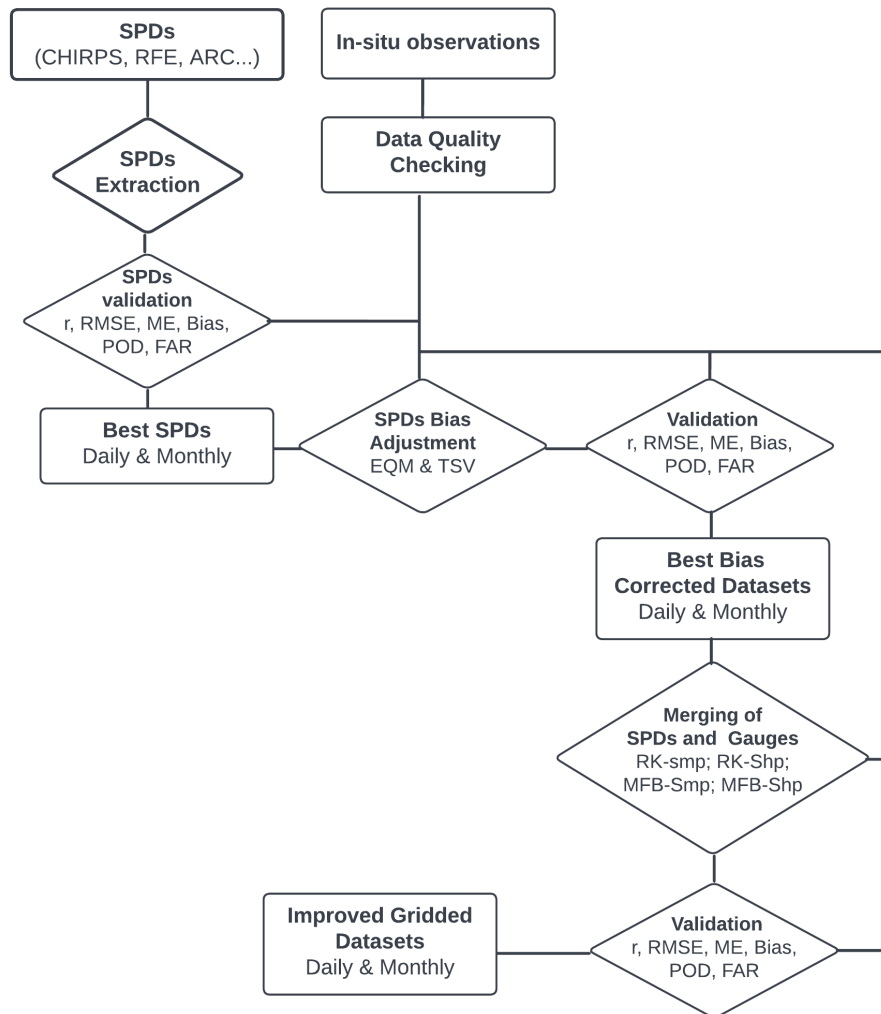 SPDs
(CHIRPS, RFE, ARC...)
In-situ observations
Data Quality
Checking
SPDs
Extraction
SPDs
validation
r, RMSE, ME, Bias,
POD, FAR
Best SPDs
Daily & Monthly
SPDs Bias
Adjustment
EQM & TSV
Validation
r, RMSE, ME, Bias,
POD, FAR
Best Bias
Corrected Datasets
Daily & Monthly
Merging of
SPDs and  Gauges
RK-smp; RK-Shp;
MFB-Smp; MFB-Shp
Improved Gridded
Datasets
Daily & Monthly
Validation
r, RMSE, ME, Bias,
POD, FAR